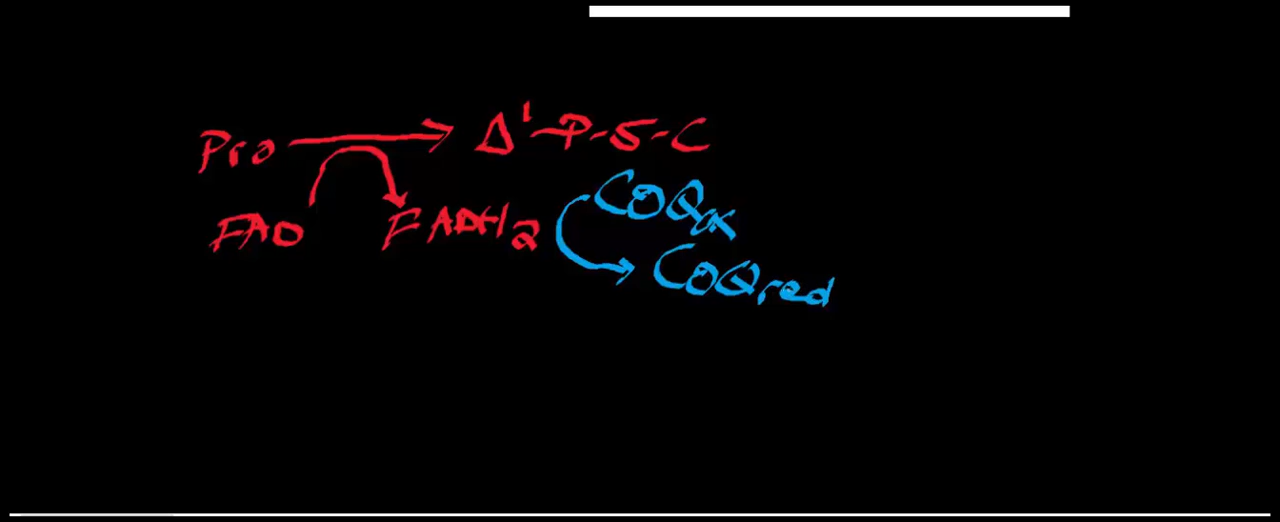 Pro → Δ¹-P-5-C
FAD FADH2
CoQox
CoQred